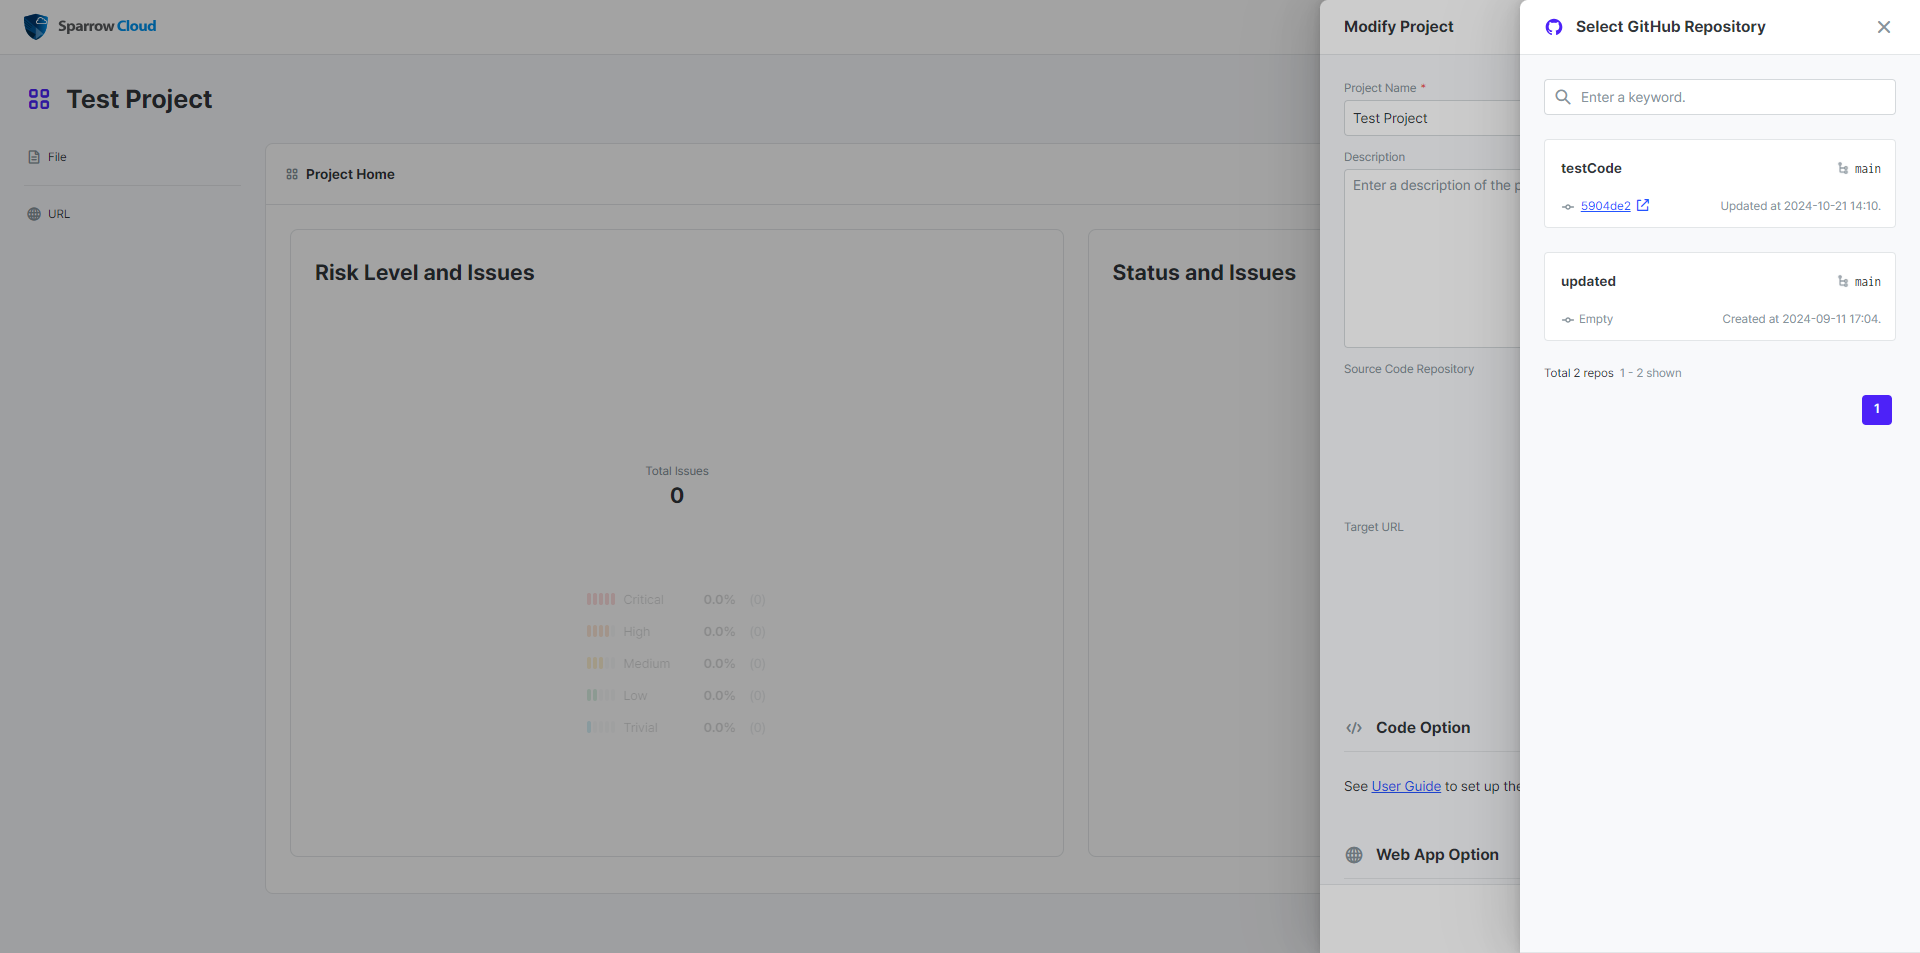 Sparrow Cloud
Test Project
File
URL
Project Home
Risk Level and Issues
Total Issues
0
Critical 0.0% (0)
High 0.0% (0)
Medium 0.0% (0)
Low 0.0% (0)
Trivial 0.0% (0)
Status and Issues
Modify Project
Project Name *
Test Project
Description
Enter a description of the p
Source Code Repository
Target URL
Code Option
See User Guide to set up the
Web App Option
Select GitHub Repository
Enter a keyword.
testCode main
5904de2 Updated at 2024-10-21 14:10.
updated main
Empty Created at 2024-09-11 17:04.
Total 2 repos 1 - 2 shown
1